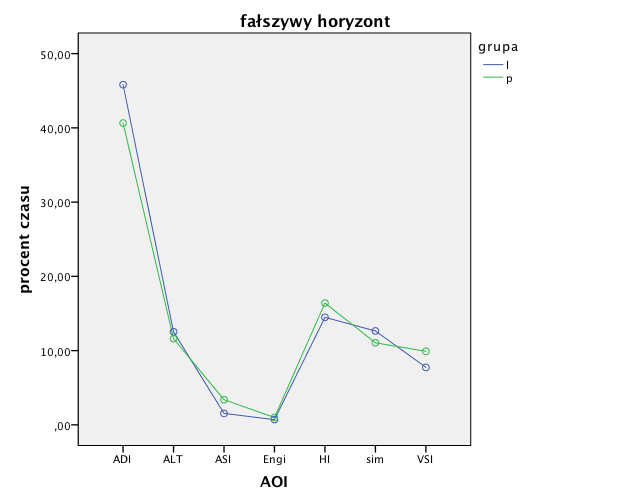 fałszywy horyzont
grupa
l
p
50,00
40,00
30,00
20,00
10,00
,00
procent czasu
ADI ALT ASI Engi HI sim VSI
AOI